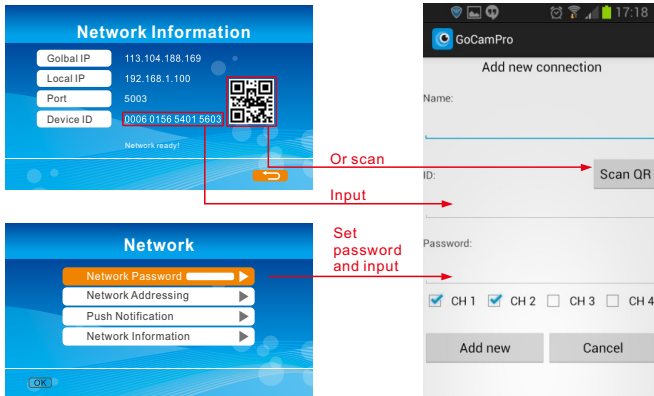 Network Information
Golbal IP 113.104.188.169
Local IP 192.168.1.100
Port 5003
Device ID 0006 0156 5401 5603
Network ready!
Or scan
Input
Network
Network Password
Network Addressing
Push Notification
Network Information
OK
Set
password
and input
17:18
GoCamPro
Add new connection
Name:
ID:
Scan QR
Password:
CH 1 CH 2 CH 3 CH 4
Add new Cancel